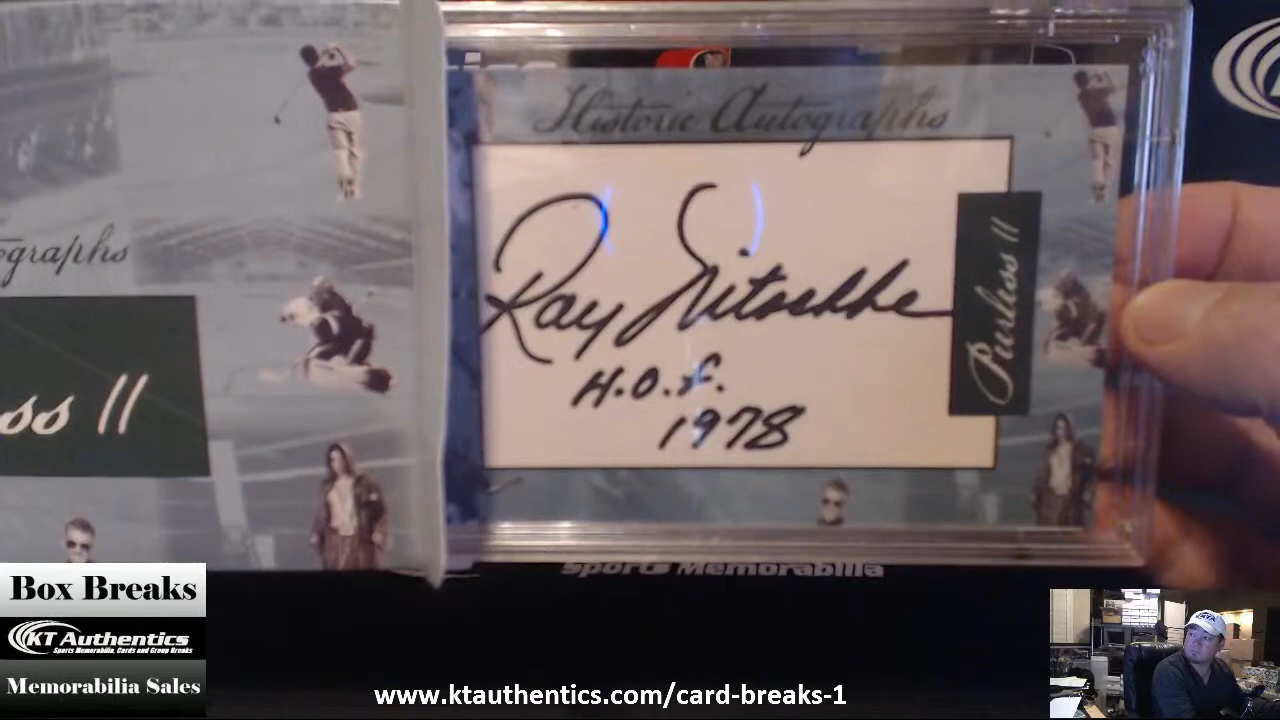 Historic Autographs
Ray Nitschke
H.O.F.
1978
Peerless II
ographs
ss II
Sports Memorabilia
Box Breaks
KT Authentics
Sports Memorabilia, Cards and Group Breaks
Memorabilia Sales
www.ktauthentics.com/card-breaks-1